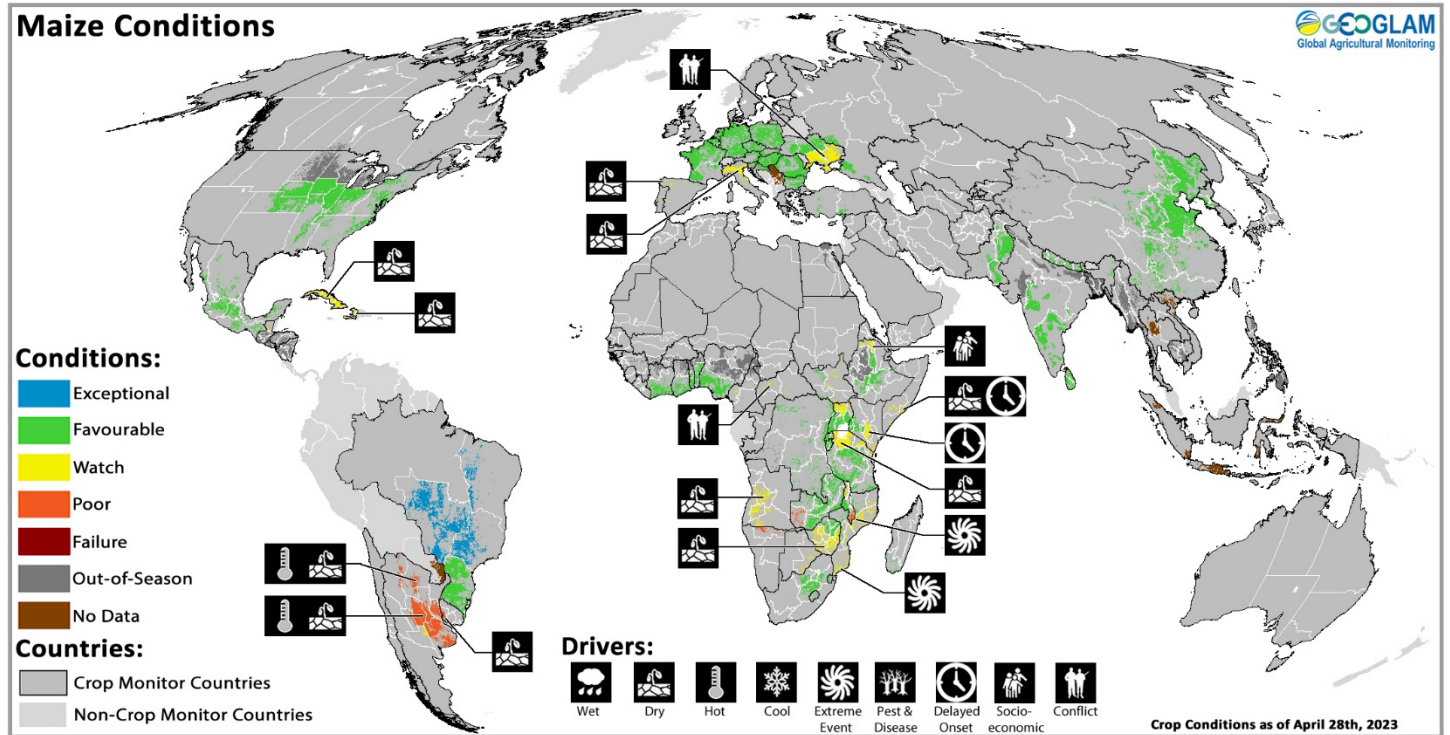 Maize Conditions
GEOGLAM
Global Agricultural Monitoring
Conditions:
Exceptional
Favourable
Watch
Poor
Failure
Out-of-Season
No Data
Countries:
Crop Monitor Countries
Non-Crop Monitor Countries
Drivers:
Wet
Dry
Hot
Cool
Extreme
Event
Pest &
Disease
Delayed
Onset
Socio-
economic
Conflict
Crop Conditions as of April 28th, 2023